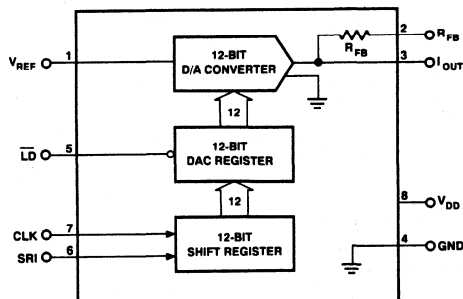 V_REF 1
12-BIT
D/A CONVERTER
R_FB
2 R_FB
3 I_OUT
12
L̅D̅ 5
12-BIT
DAC REGISTER
12
8 V_DD
CLK 7
SRI 6
12-BIT
SHIFT REGISTER
4 GND